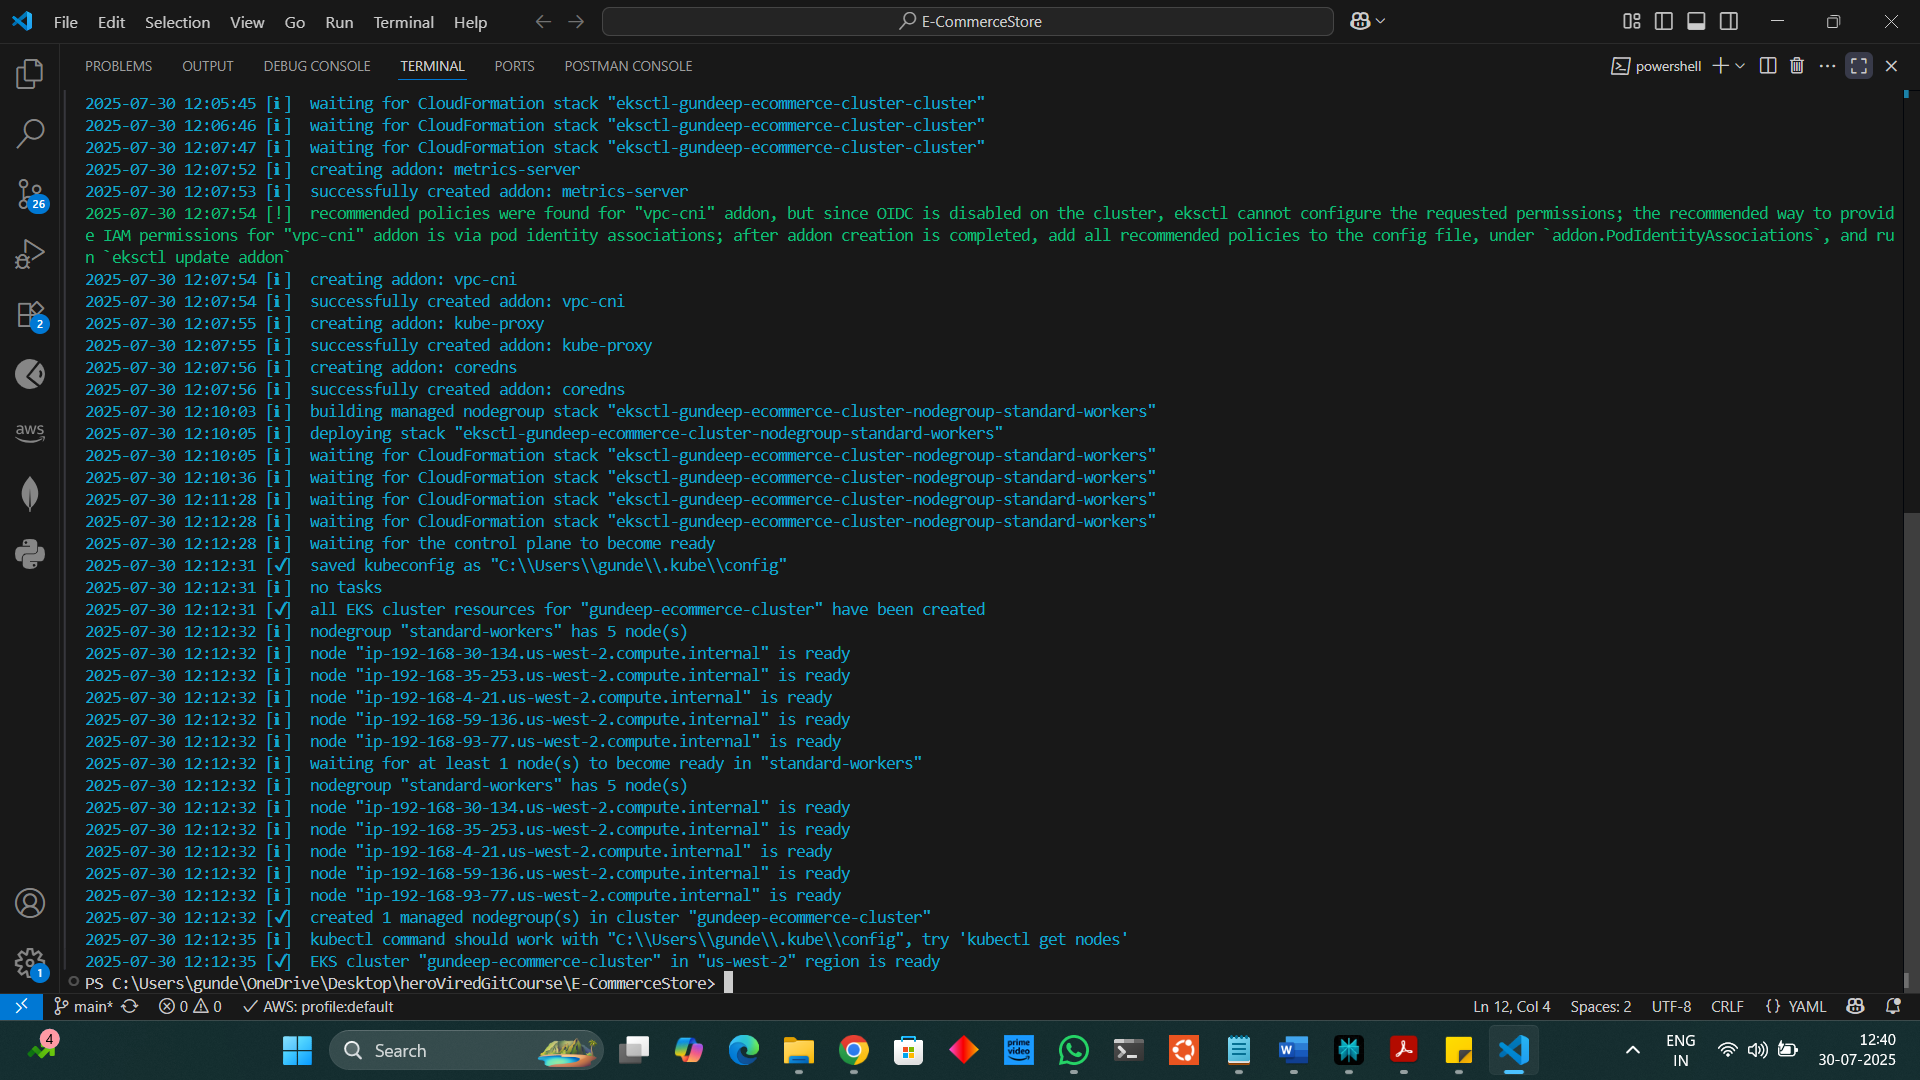 File Edit Selection View Go Run Terminal Help
E-CommerceStore
PROBLEMS OUTPUT DEBUG CONSOLE TERMINAL PORTS POSTMAN CONSOLE
powershell
2025-07-30 12:05:45 [ℹ]  waiting for CloudFormation stack "eksctl-gundeep-ecommerce-cluster-cluster"
2025-07-30 12:06:46 [ℹ]  waiting for CloudFormation stack "eksctl-gundeep-ecommerce-cluster-cluster"
2025-07-30 12:07:47 [ℹ]  waiting for CloudFormation stack "eksctl-gundeep-ecommerce-cluster-cluster"
2025-07-30 12:07:52 [ℹ]  creating addon: metrics-server
2025-07-30 12:07:53 [ℹ]  successfully created addon: metrics-server
2025-07-30 12:07:54 [!]  recommended policies were found for "vpc-cni" addon, but since OIDC is disabled on the cluster, eksctl cannot configure the requested permissions; the recommended way to provid
e IAM permissions for "vpc-cni" addon is via pod identity associations; after addon creation is completed, add all recommended policies to the config file, under `addon.PodIdentityAssociations`, and ru
n `eksctl update addon`
2025-07-30 12:07:54 [ℹ]  creating addon: vpc-cni
2025-07-30 12:07:54 [ℹ]  successfully created addon: vpc-cni
2025-07-30 12:07:55 [ℹ]  creating addon: kube-proxy
2025-07-30 12:07:55 [ℹ]  successfully created addon: kube-proxy
2025-07-30 12:07:56 [ℹ]  creating addon: coredns
2025-07-30 12:07:56 [ℹ]  successfully created addon: coredns
2025-07-30 12:10:03 [ℹ]  building managed nodegroup stack "eksctl-gundeep-ecommerce-cluster-nodegroup-standard-workers"
2025-07-30 12:10:05 [ℹ]  deploying stack "eksctl-gundeep-ecommerce-cluster-nodegroup-standard-workers"
2025-07-30 12:10:05 [ℹ]  waiting for CloudFormation stack "eksctl-gundeep-ecommerce-cluster-nodegroup-standard-workers"
2025-07-30 12:10:36 [ℹ]  waiting for CloudFormation stack "eksctl-gundeep-ecommerce-cluster-nodegroup-standard-workers"
2025-07-30 12:11:28 [ℹ]  waiting for CloudFormation stack "eksctl-gundeep-ecommerce-cluster-nodegroup-standard-workers"
2025-07-30 12:12:28 [ℹ]  waiting for CloudFormation stack "eksctl-gundeep-ecommerce-cluster-nodegroup-standard-workers"
2025-07-30 12:12:28 [ℹ]  waiting for the control plane to become ready
2025-07-30 12:12:31 [✔]  saved kubeconfig as "C:\\Users\\gunde\\.kube\\config"
2025-07-30 12:12:31 [ℹ]  no tasks
2025-07-30 12:12:31 [✔]  all EKS cluster resources for "gundeep-ecommerce-cluster" have been created
2025-07-30 12:12:32 [ℹ]  nodegroup "standard-workers" has 5 node(s)
2025-07-30 12:12:32 [ℹ]  node "ip-192-168-30-134.us-west-2.compute.internal" is ready
2025-07-30 12:12:32 [ℹ]  node "ip-192-168-35-253.us-west-2.compute.internal" is ready
2025-07-30 12:12:32 [ℹ]  node "ip-192-168-4-21.us-west-2.compute.internal" is ready
2025-07-30 12:12:32 [ℹ]  node "ip-192-168-59-136.us-west-2.compute.internal" is ready
2025-07-30 12:12:32 [ℹ]  node "ip-192-168-93-77.us-west-2.compute.internal" is ready
2025-07-30 12:12:32 [ℹ]  waiting for at least 1 node(s) to become ready in "standard-workers"
2025-07-30 12:12:32 [ℹ]  nodegroup "standard-workers" has 5 node(s)
2025-07-30 12:12:32 [ℹ]  node "ip-192-168-30-134.us-west-2.compute.internal" is ready
2025-07-30 12:12:32 [ℹ]  node "ip-192-168-35-253.us-west-2.compute.internal" is ready
2025-07-30 12:12:32 [ℹ]  node "ip-192-168-4-21.us-west-2.compute.internal" is ready
2025-07-30 12:12:32 [ℹ]  node "ip-192-168-59-136.us-west-2.compute.internal" is ready
2025-07-30 12:12:32 [ℹ]  node "ip-192-168-93-77.us-west-2.compute.internal" is ready
2025-07-30 12:12:32 [✔]  created 1 managed nodegroup(s) in cluster "gundeep-ecommerce-cluster"
2025-07-30 12:12:35 [ℹ]  kubectl command should work with "C:\\Users\\gunde\\.kube\\config", try 'kubectl get nodes'
2025-07-30 12:12:35 [✔]  EKS cluster "gundeep-ecommerce-cluster" in "us-west-2" region is ready
PS C:\Users\gunde\OneDrive\Desktop\heroViredGitCourse\E-CommerceStore>
26
2
aws
1
main* 0 0 AWS: profile:default
Ln 12, Col 4 Spaces: 2 UTF-8 CRLF {} YAML
4
Search
prime video
W
ENG
IN
12:40
30-07-2025